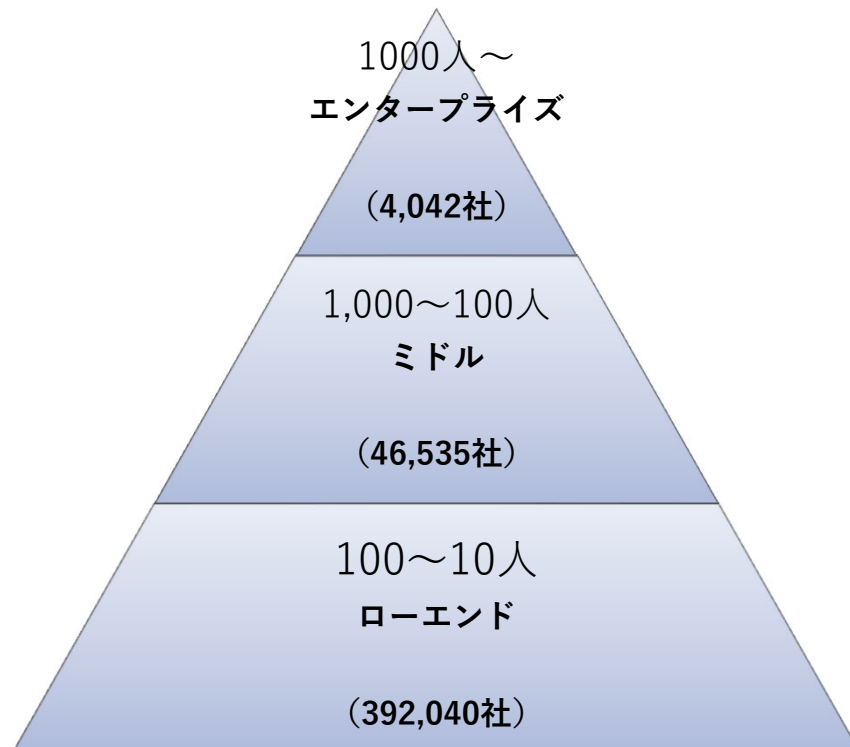 1000人～
エンタープライズ
（4,042社）
1,000～100人
ミドル
（46,535社）
100～10人
ローエンド
（392,040社）